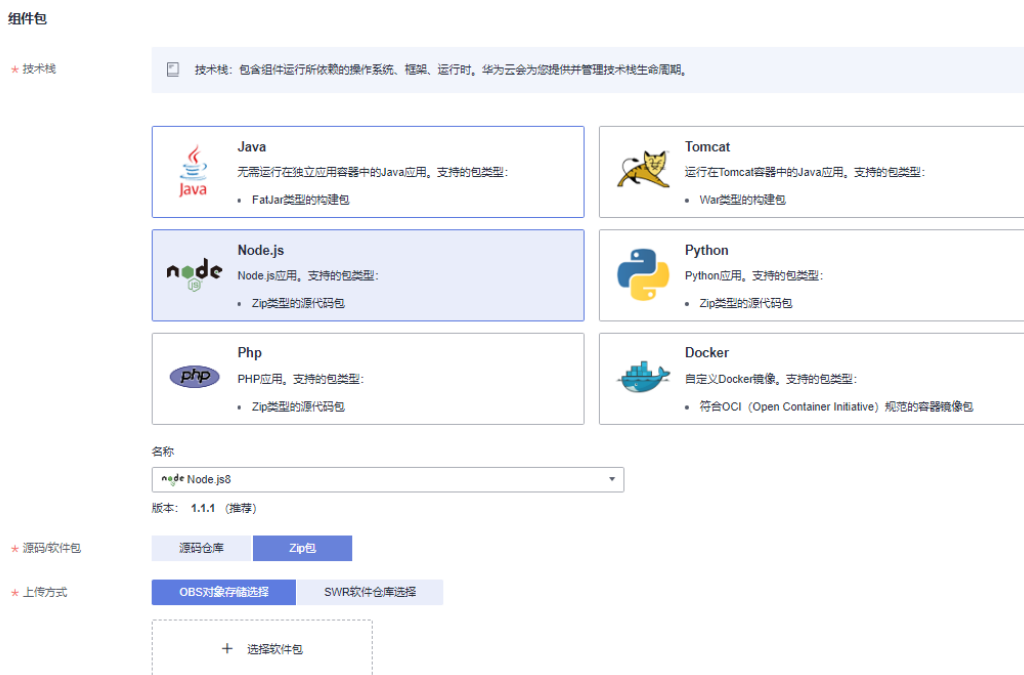 组件包
* 技术栈
技术栈：包含组件运行所依赖的操作系统、框架、运行时。华为云会为您提供并管理技术栈生命周期。
Java
Java
无需运行在独立应用容器中的Java应用。支持的包类型：
• FatJar类型的构建包
Tomcat
运行在Tomcat容器中的Java应用。支持的包类型：
• War类型的构建包
node
JS
Node.js
Node.js应用。支持的包类型：
• Zip类型的源代码包
Python
Python应用。支持的包类型：
• Zip类型的源代码包
php
Php
PHP应用。支持的包类型：
• Zip类型的源代码包
Docker
自定义Docker镜像。支持的包类型：
• 符合OCI（Open Container Initiative）规范的容器镜像包
名称
node Node.js8
版本： 1.1.1 （推荐）
* 源码/软件包
源码仓库
Zip包
* 上传方式
OBS对象存储选择
SWR软件仓库选择
+ 选择软件包